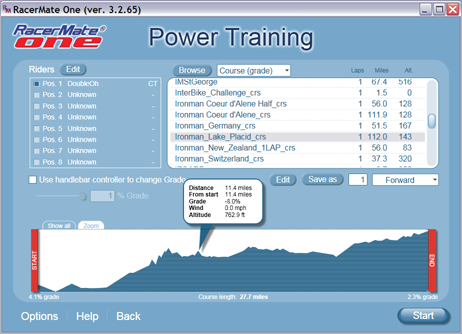 RacerMate One (ver. 3.2.65)
RacerMate®
one
Power Training
Riders
Edit
Browse
Course (grade)
Laps Mi. Alt.
Pos. 1 DoubleOh CT
Pos. 2 Unknown -
Pos. 3 Unknown -
Pos. 4 Unknown -
Pos. 5 Unknown -
Pos. 6 Unknown -
Pos. 7 Unknown -
Pos. 8 Unknown -
IMStGeorge_crs 1 67.4 516
InterBike_Challenge_crs 1 1.5 0
Ironman Coeur d'Alene Half_crs 1 56.0 128
Ironman Coeur d'Alene_crs 1 111.9 128
Ironman_Germany_crs 1 51.5 167
Ironman_Lake_Placid_crs 1 112.0 143
Ironman_New_Zealand_1LAP_crs 1 56.0 83
Ironman_Switzerland_crs 1 37.3 320
Use handlebar controller to change Grade
Edit
Save as
1
Forward
1 % Grade
Distance 11.4 miles
From start 11.4 miles
Grade -8.0%
Wind 0.0 mph
Altitude 762.9 ft
Show all
Zoom
START
END
4.1% grade
Course length: 27.7 miles
2.3% grade
Options
Help
Back
Start